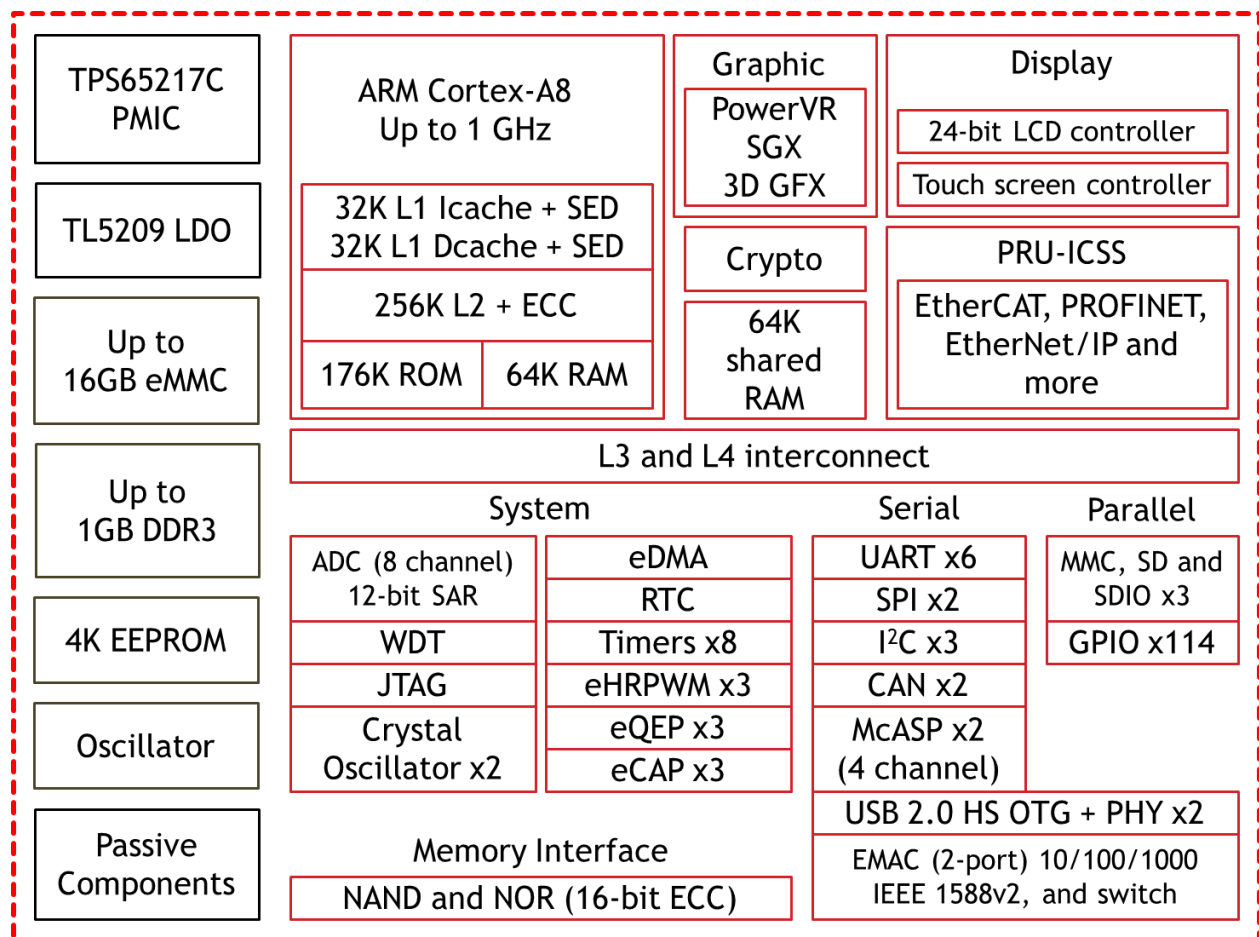 TPS65217C
PMIC
TL5209 LDO
Up to
16GB eMMC
Up to
1GB DDR3
4K EEPROM
Oscillator
Passive
Components
ARM Cortex-A8
Up to 1 GHz
32K L1 Icache + SED
32K L1 Dcache + SED
256K L2 + ECC
176K ROM
64K RAM
Graphic
PowerVR
SGX
3D GFX
Crypto
64K
shared
RAM
Display
24-bit LCD controller
Touch screen controller
PRU-ICSS
EtherCAT, PROFINET,
EtherNet/IP and
more
L3 and L4 interconnect
System
ADC (8 channel)
12-bit SAR
WDT
JTAG
Crystal
Oscillator x2
eDMA
RTC
Timers x8
eHRPWM x3
eQEP x3
eCAP x3
Serial
UART x6
SPI x2
I²C x3
CAN x2
McASP x2
(4 channel)
Parallel
MMC, SD and
SDIO x3
GPIO x114
USB 2.0 HS OTG + PHY x2
EMAC (2-port) 10/100/1000
IEEE 1588v2, and switch
Memory Interface
NAND and NOR (16-bit ECC)